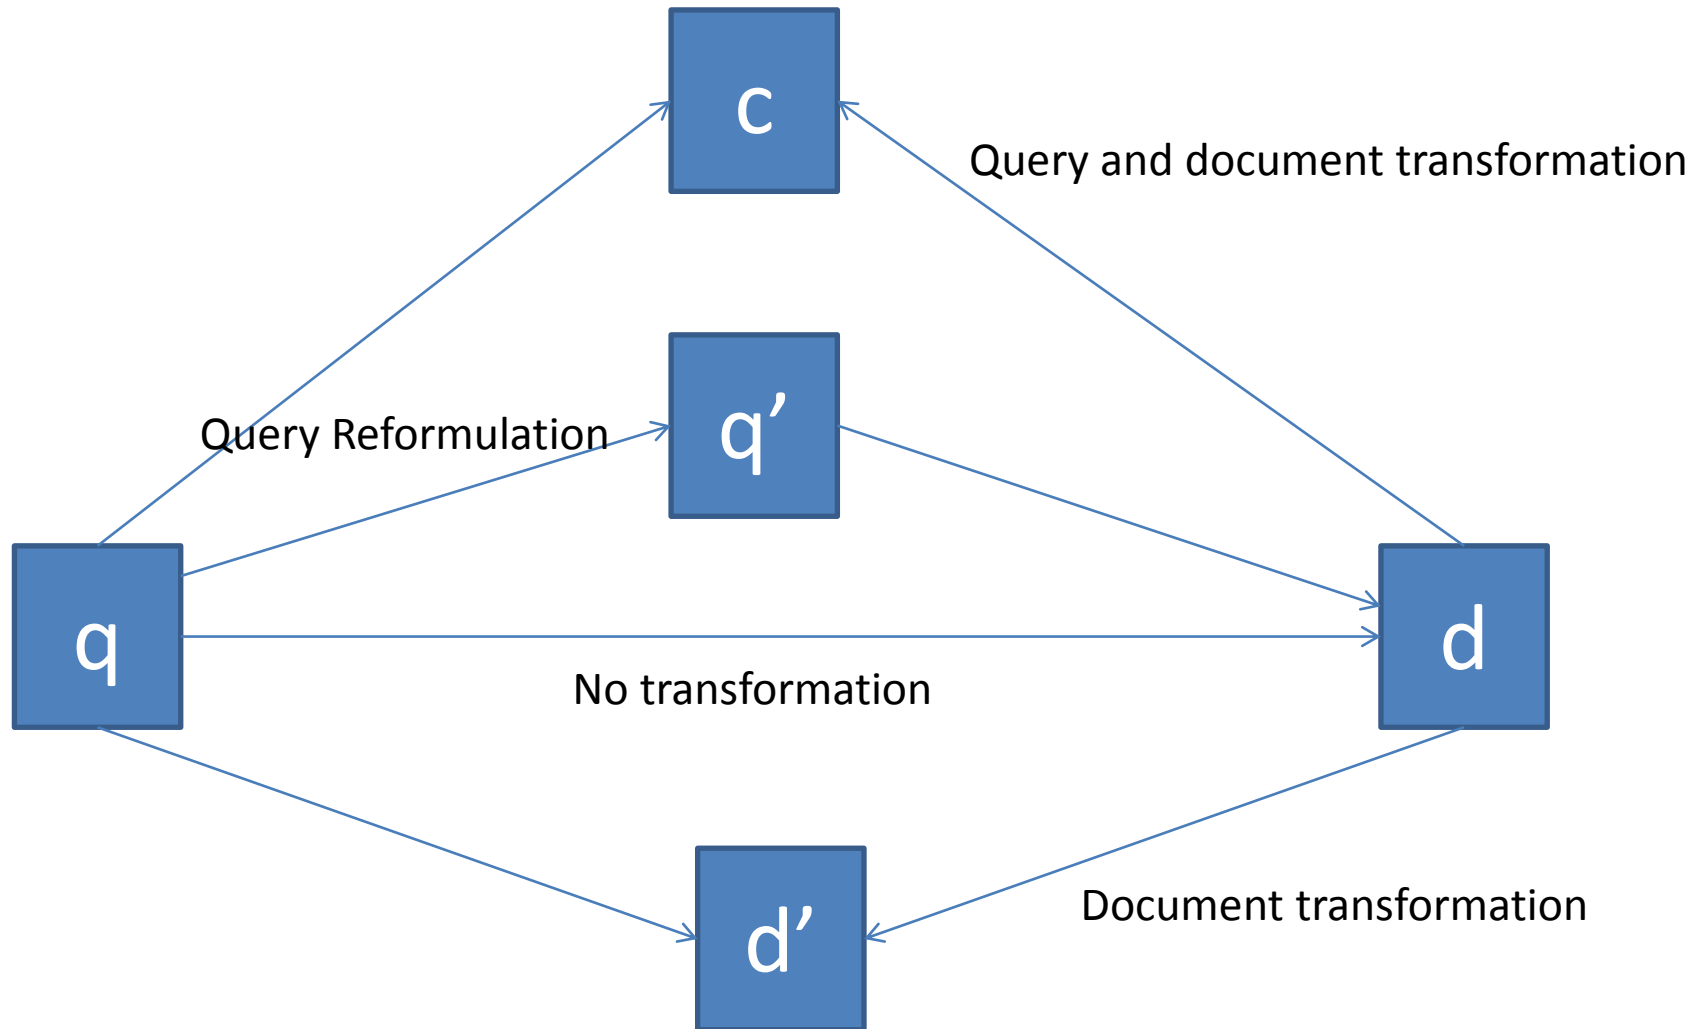 c
Query and document transformation
Query Reformulation
q’
q
d
No transformation
d’
Document transformation